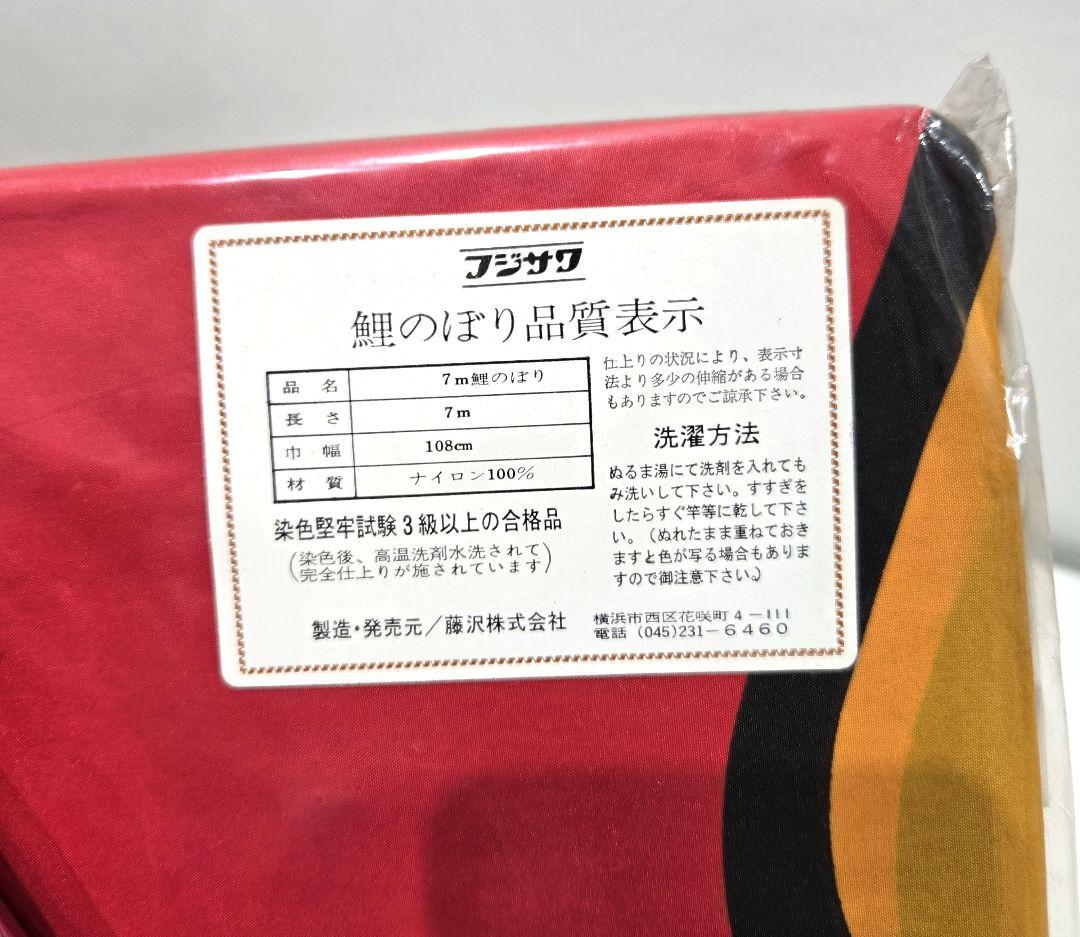 フジサワ
鯉のぼり品質表示
品名 7m鯉のぼり
長さ 7m
巾幅 108cm
材質 ナイロン100%
染色堅牢試験3級以上の合格品
(染色後、高温洗剤水洗されて
完全仕上りが施されています)
仕上りの状況により、表示寸
法より多少の伸縮がある場合
もありますのでご諒承下さい。
洗濯方法
ぬるま湯にて洗剤を入れても
み洗いして下さい。すすぎを
したらすぐ竿等に乾して下さ
い。(ぬれたまま重ねておき
ますと色が写る場合もありま
すので御注意下さい。)
製造・発売元/藤沢株式会社
横浜市西区花咲町4-111
電話 (045)231-6460